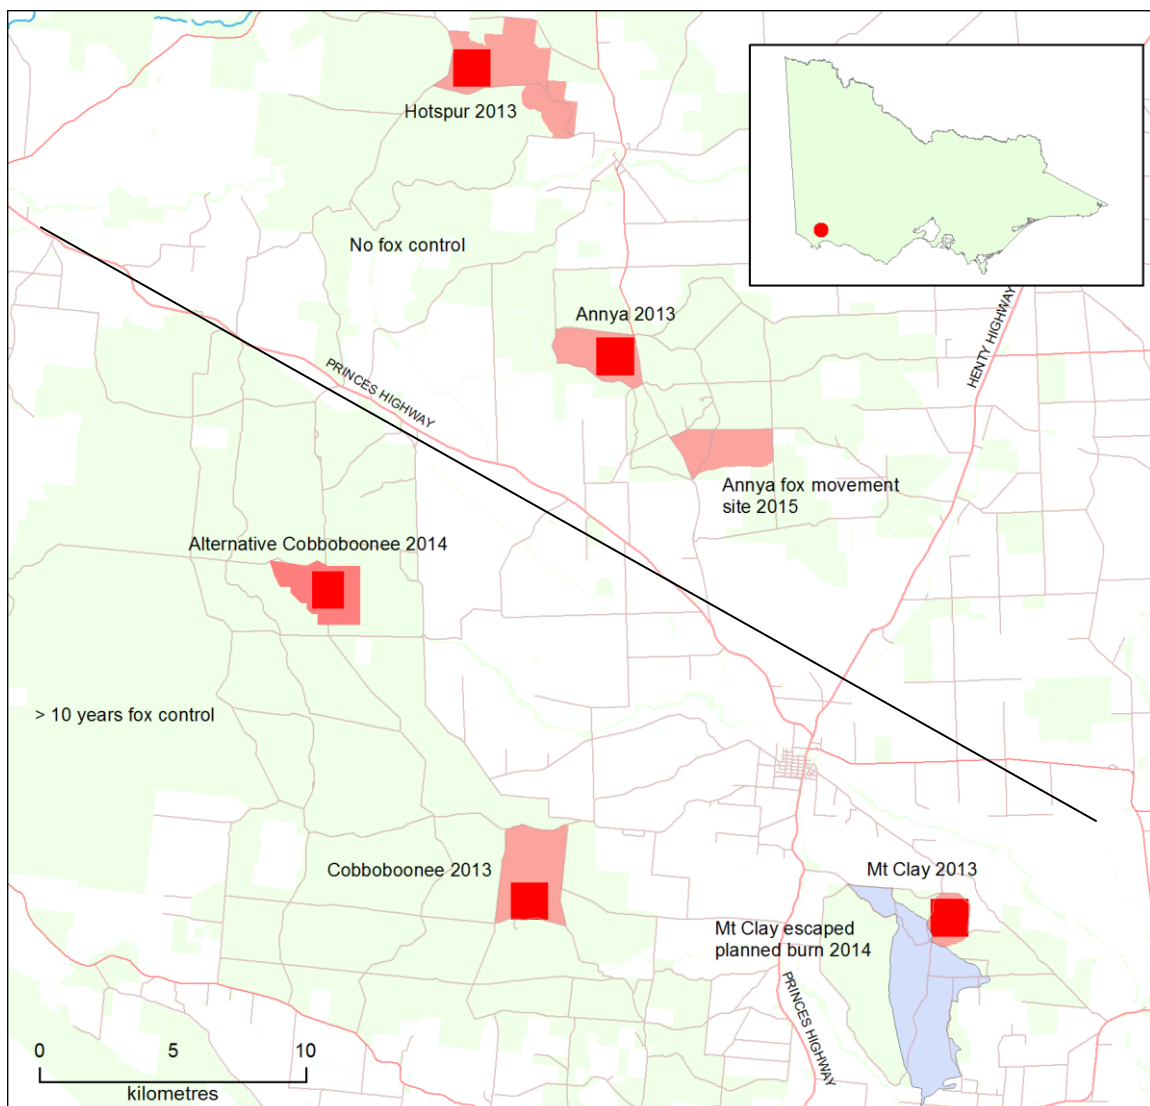 Hotspur 2013
No fox control
Annya 2013
HENTY HIGHWAY
PRINCES HIGHWAY
Annya fox movement
site 2015
Alternative Cobboboonee 2014
> 10 years fox control
Cobboboonee 2013
Mt Clay 2013
Mt Clay escaped
planned burn 2014
PRINCES HIGHWAY
0 5 10
kilometres